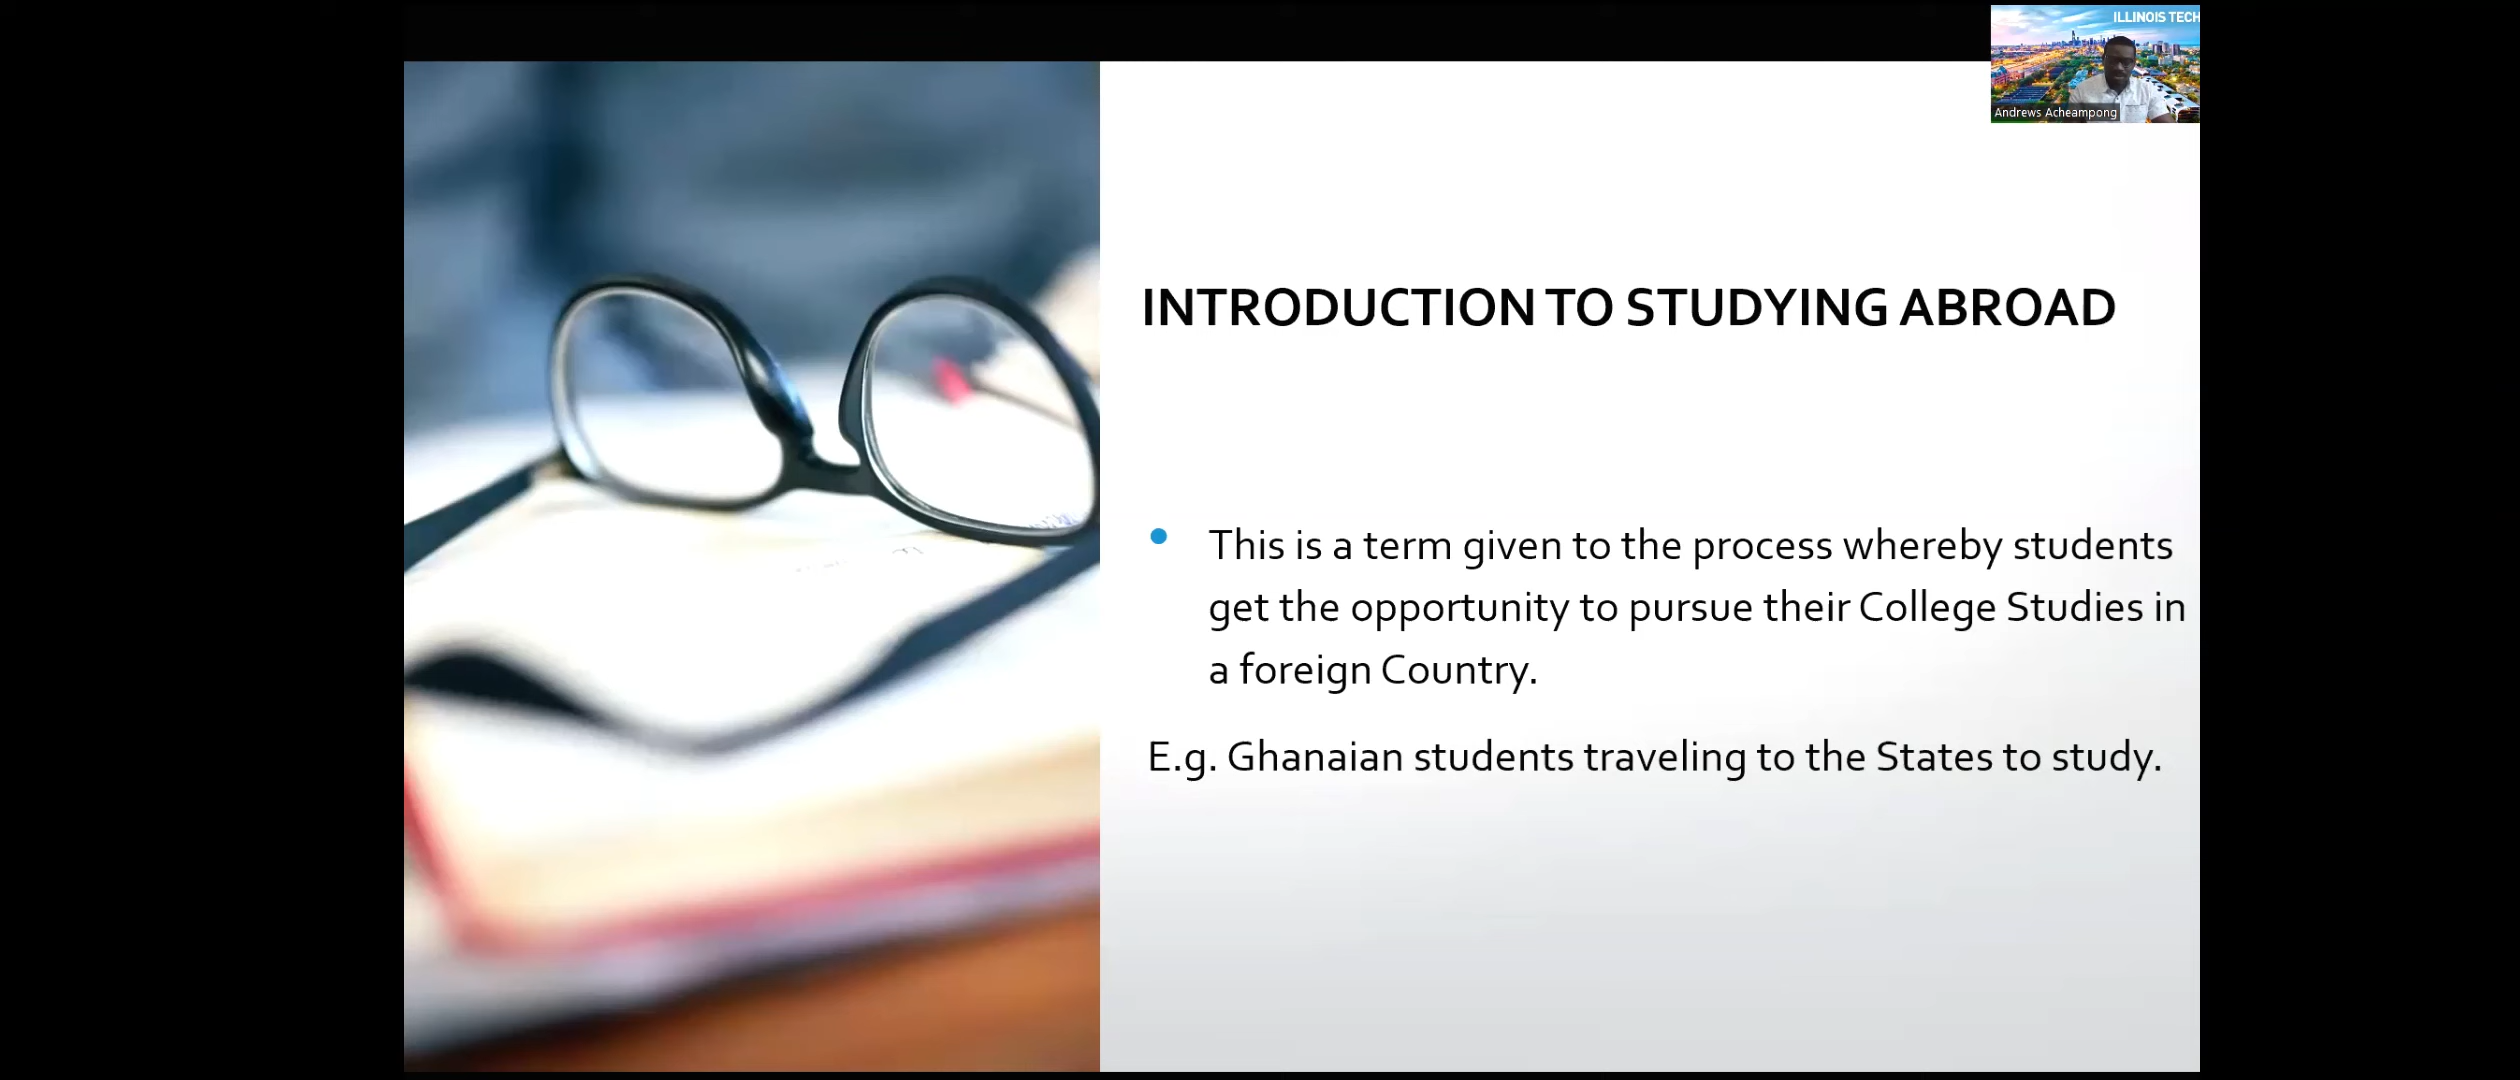 ILLINOIS TECH
Andrews Acheampong
INTRODUCTION TO STUDYING ABROAD
This is a term given to the process whereby students
get the opportunity to pursue their College Studies in
a foreign Country.
E.g. Ghanaian students traveling to the States to study.